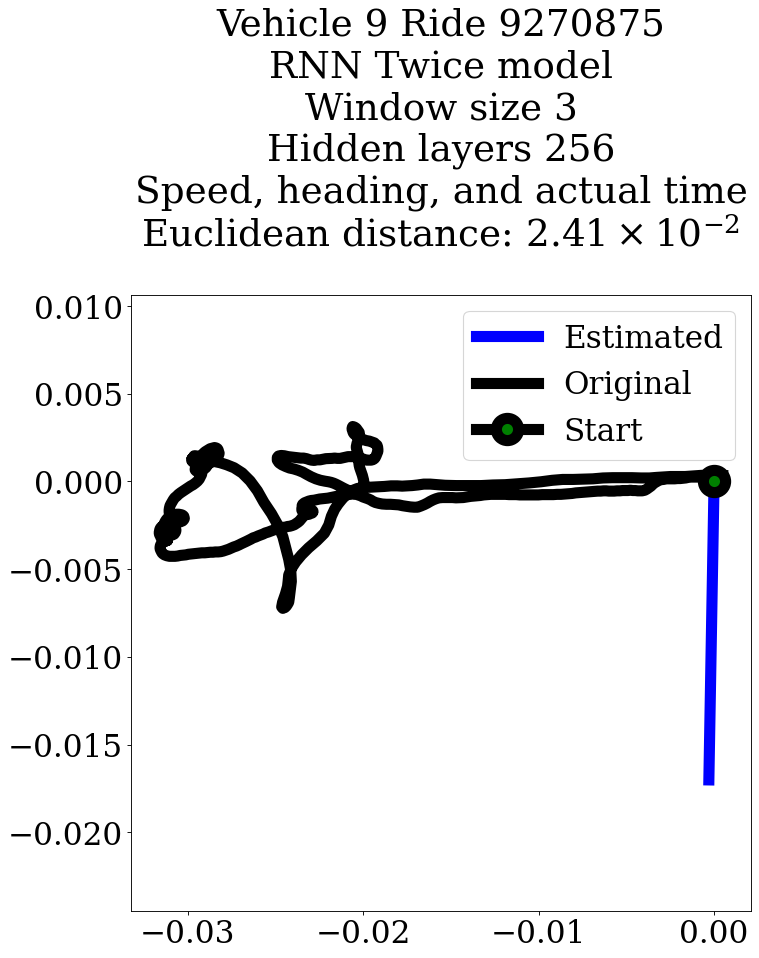 Vehicle 9 Ride 9270875
RNN Twice model
Window size 3
Hidden layers 256
Speed, heading, and actual time
Euclidean distance: 2.41 × 10⁻²
Estimated
Original
Start
0.010
0.005
0.000
−0.005
−0.010
−0.015
−0.020
−0.03 −0.02 −0.01 0.00